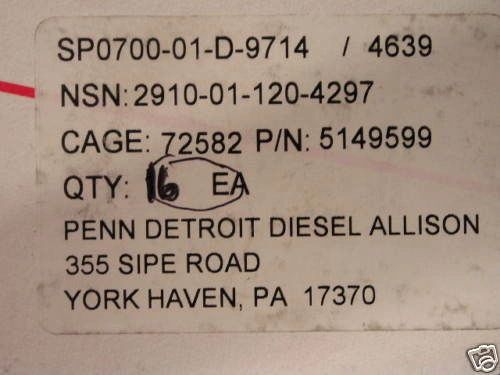 SP0700-01-D-9714 / 4639
NSN: 2910-01-120-4297
CAGE: 72582 P/N: 5149599
QTY: 16 EA
PENN DETROIT DIESEL ALLISON
355 SIPE ROAD
YORK HAVEN, PA 17370